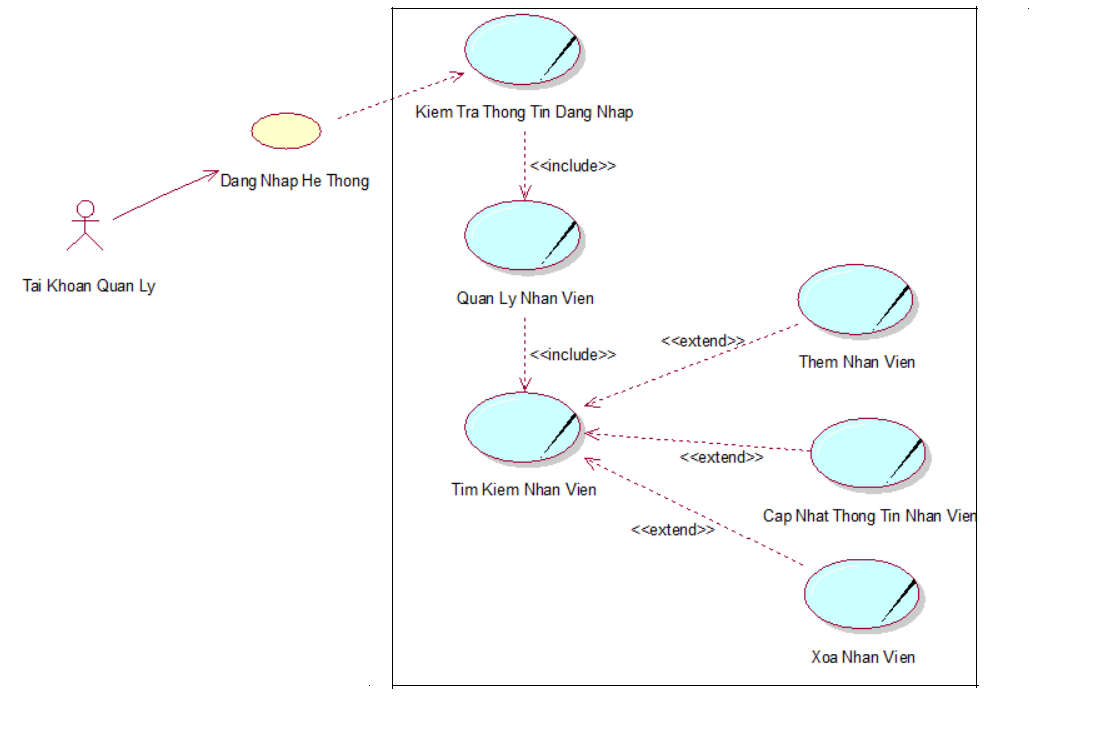 Kiem Tra Thong Tin Dang Nhap
<<include>>
Dang Nhap He Thong
Tai Khoan Quan Ly
Quan Ly Nhan Vien
<<include>>
<<extend>>
Them Nhan Vien
<<extend>>
Tim Kiem Nhan Vien
Cap Nhat Thong Tin Nhan Vien
<<extend>>
Xoa Nhan Vien